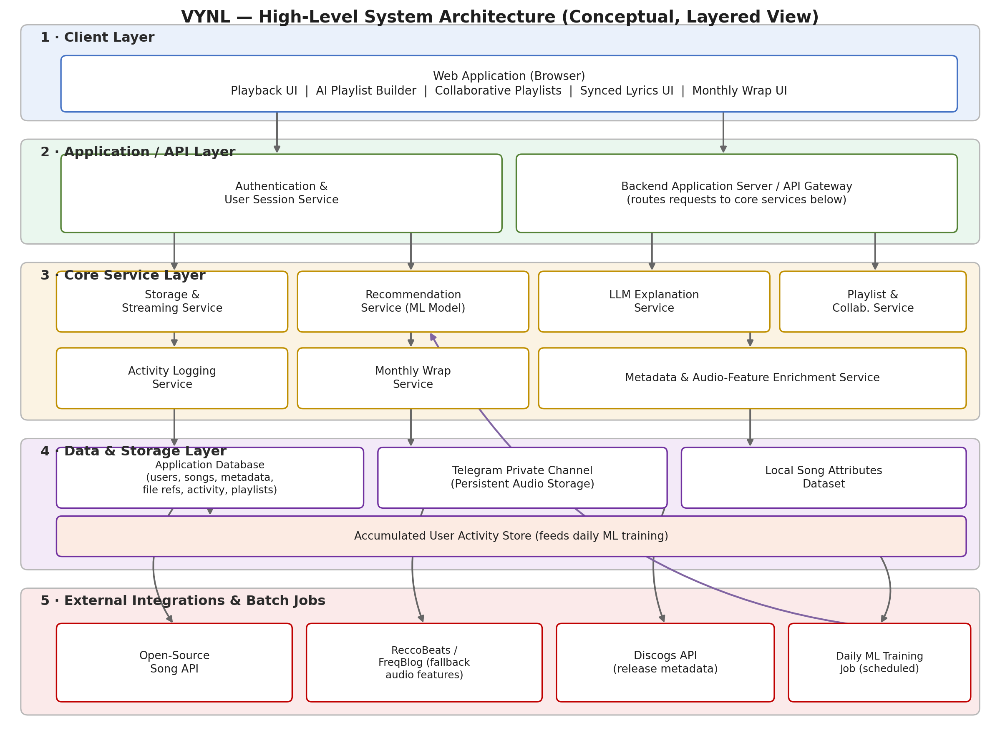 VYNL — High-Level System Architecture (Conceptual, Layered View)
1 · Client Layer
Web Application (Browser)
Playback UI | AI Playlist Builder | Collaborative Playlists | Synced Lyrics UI | Monthly Wrap UI
2 · Application / API Layer
Authentication &
User Session Service
Backend Application Server / API Gateway
(routes requests to core services below)
3 · Core Service Layer
Storage &
Streaming Service
Recommendation
Service (ML Model)
LLM Explanation
Service
Playlist &
Collab. Service
Activity Logging
Service
Monthly Wrap
Service
Metadata & Audio-Feature Enrichment Service
4 · Data & Storage Layer
Application Database
(users, songs, metadata,
file refs, activity, playlists)
Telegram Private Channel
(Persistent Audio Storage)
Local Song Attributes
Dataset
Accumulated User Activity Store (feeds daily ML training)
5 · External Integrations & Batch Jobs
Open-Source
Song API
ReccoBeats /
FreqBlog (fallback
audio features)
Discogs API
(release metadata)
Daily ML Training
Job (scheduled)